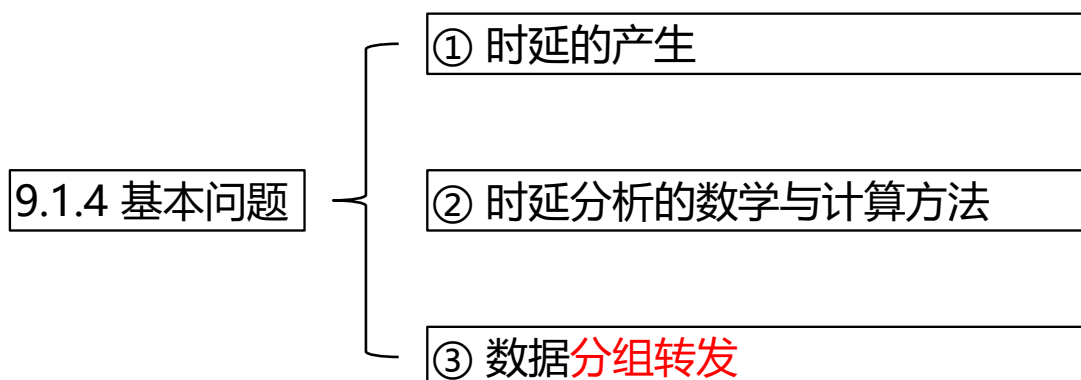 9.1.4 基本问题
① 时延的产生
② 时延分析的数学与计算方法
③ 数据分组转发